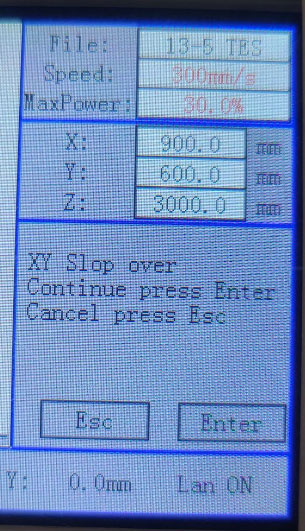 File: 13-5 TES
Speed: 300mm/s
MaxPower: 30.0%
X: 900.0 mm
Y: 600.0 mm
Z: 3000.0 mm
XY Slop over
Continue press Enter
Cancel press Esc
Esc Enter
Y: 0.0mm Lan ON